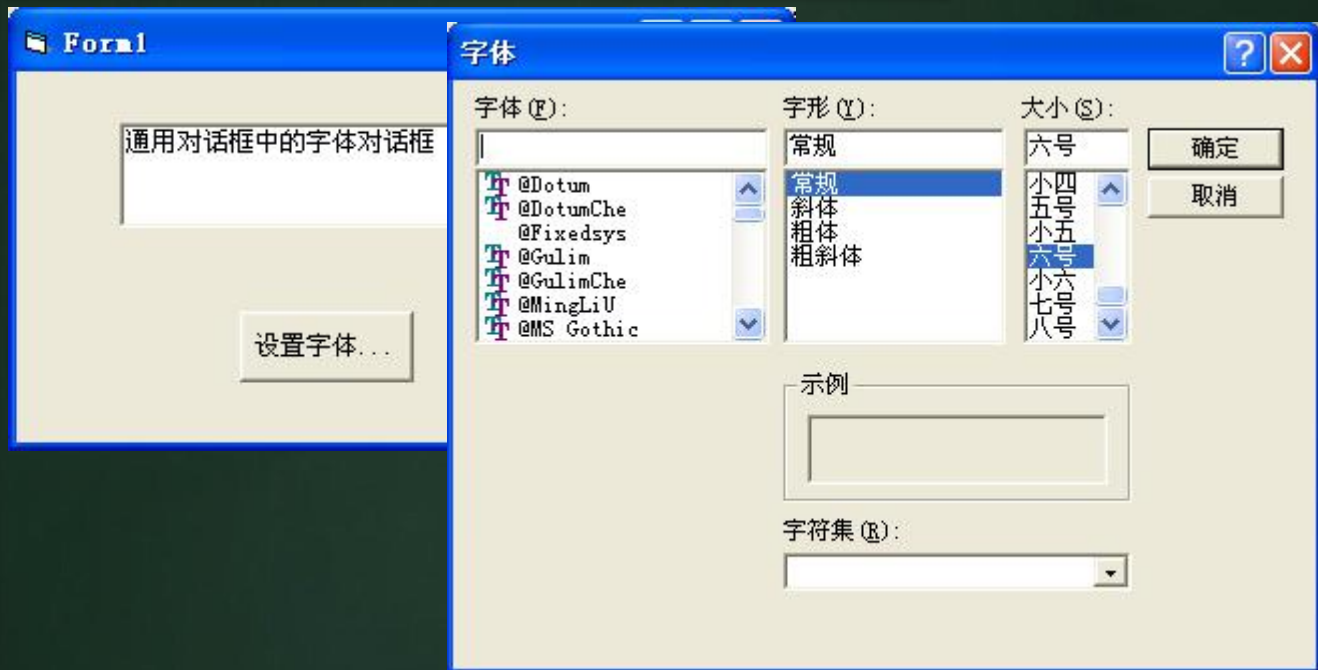 Form1
通用对话框中的字体对话框
设置字体...
字体
字体(F):
@Dotum
@DotumChe
@Fixedsys
@Gulim
@GulimChe
@MingLiU
@MS Gothic
字形(Y):
常规
常规
斜体
粗体
粗斜体
大小(S):
六号
小四
五号
小五
六号
小六
七号
八号
确定
取消
示例
字符集(R):